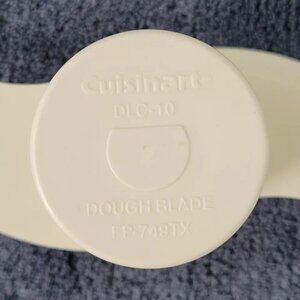 Cuisinart
DLC-10
DOUGH BLADE
FP-749TX